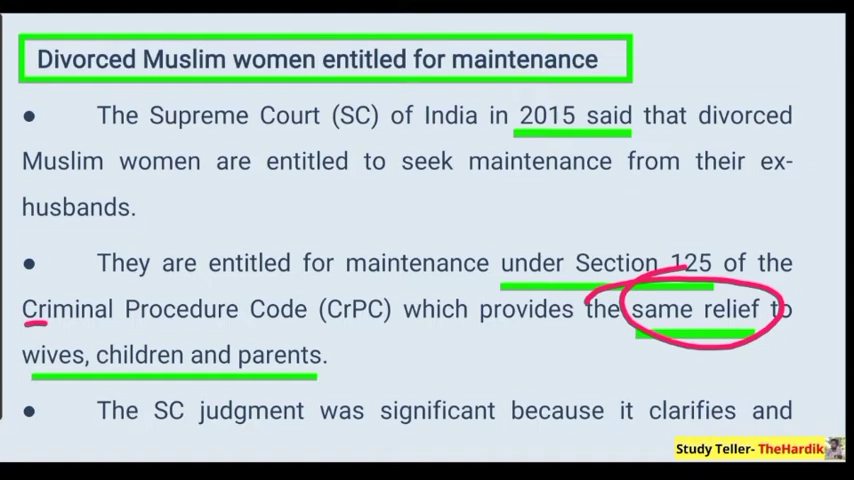 Divorced Muslim women entitled for maintenance
● The Supreme Court (SC) of India in 2015 said that divorced
Muslim women are entitled to seek maintenance from their ex-
husbands.
● They are entitled for maintenance under Section 125 of the
Criminal Procedure Code (CrPC) which provides the same relief to
wives, children and parents.
● The SC judgment was significant because it clarifies and
Study Teller- TheHardik